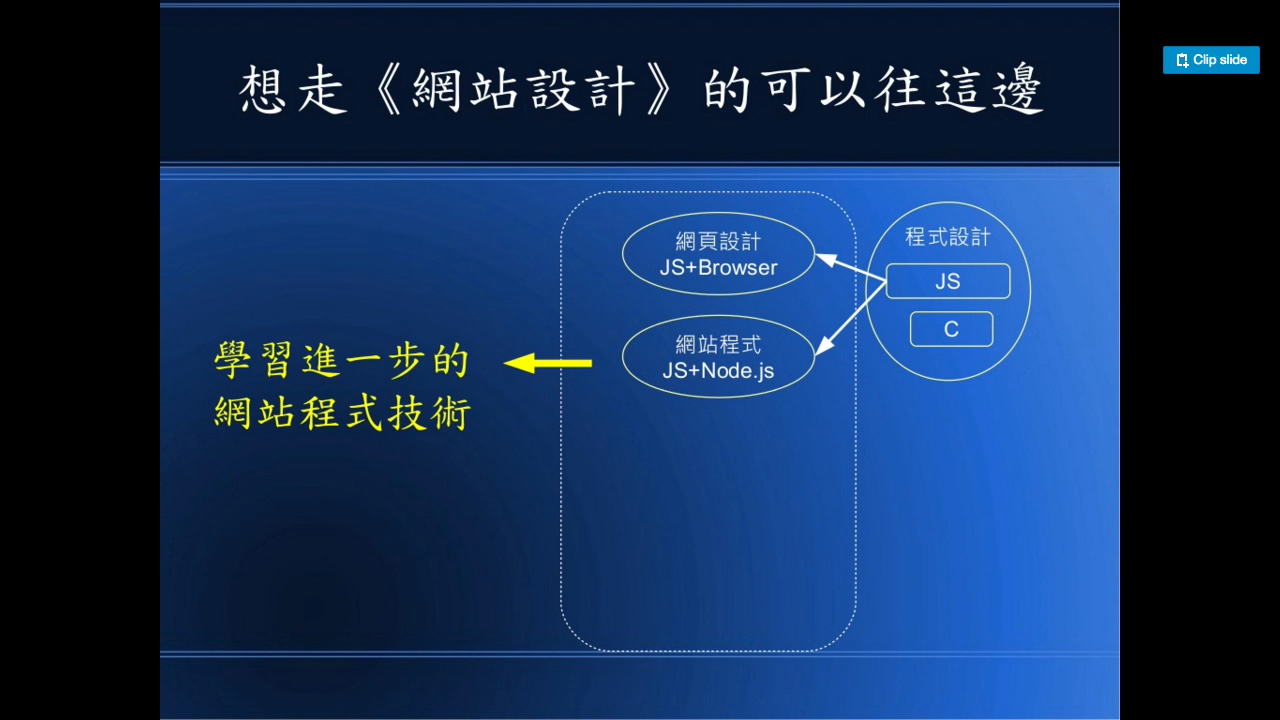 Clip slide
想走《網站設計》的可以往這邊
網頁設計
JS+Browser
程式設計
JS
C
網站程式
JS+Node.js
學習進一步的
網站程式技術